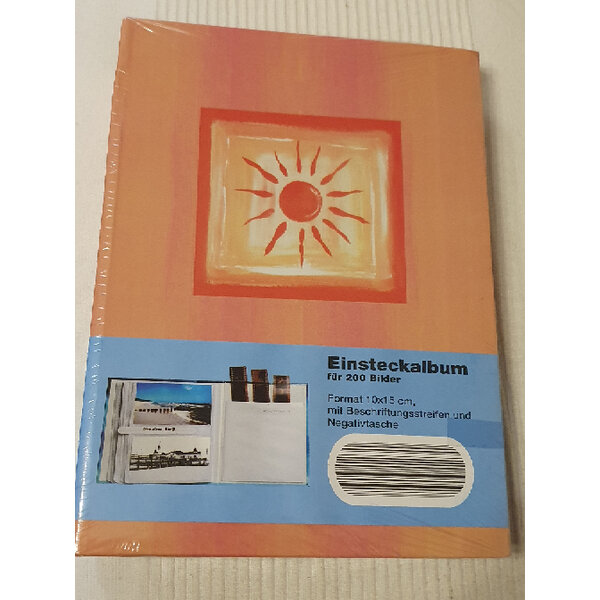 Einsteckalbum
für 200 Bilder
Format 10x15 cm,
mit Beschriftungsstreifen und
Negativtasche